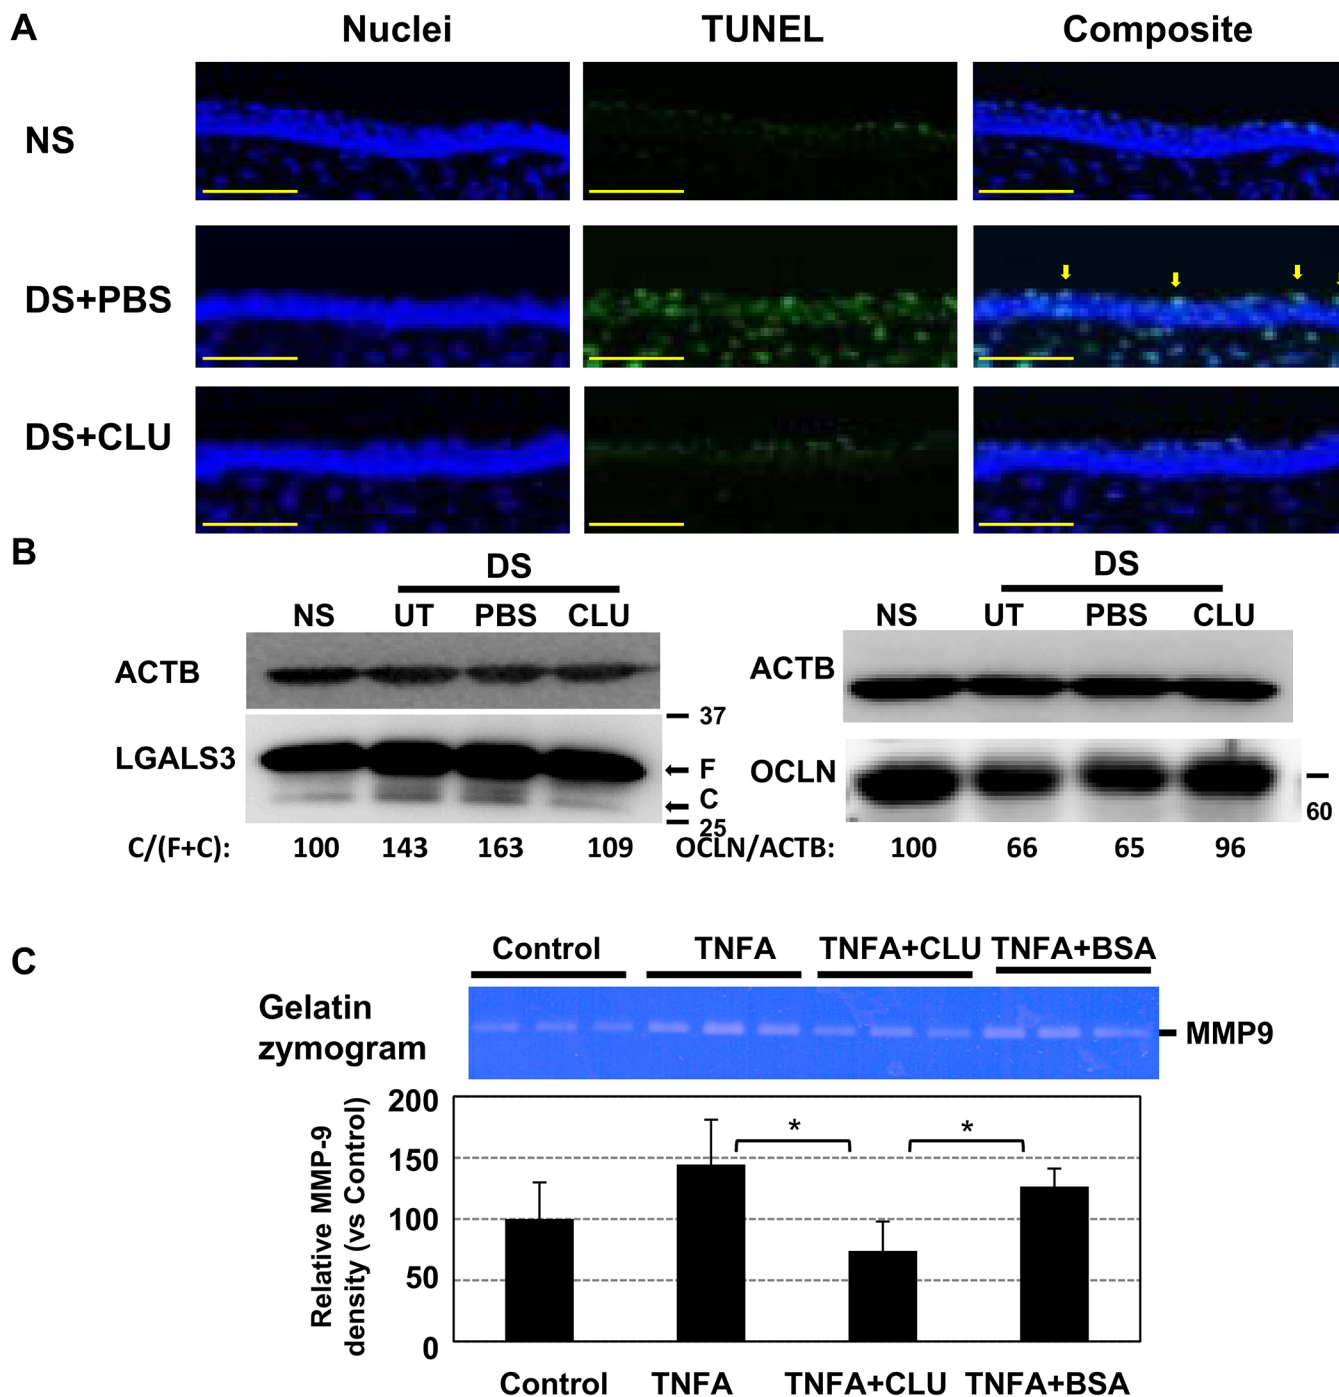 A
Nuclei TUNEL Composite
NS
DS+PBS
DS+CLU
B
DS
NS UT PBS CLU
ACTB
37
LGALS3
F
C
25
C/(F+C): 100 143 163 109
DS
NS UT PBS CLU
ACTB
OCLN
60
OCLN/ACTB: 100 66 65 96
C
Control TNFA TNFA+CLU TNFA+BSA
Gelatin
zymogram
MMP9
Relative MMP-9
density (vs Control)
200
150
100
50
0
* *
Control TNFA TNFA+CLU TNFA+BSA